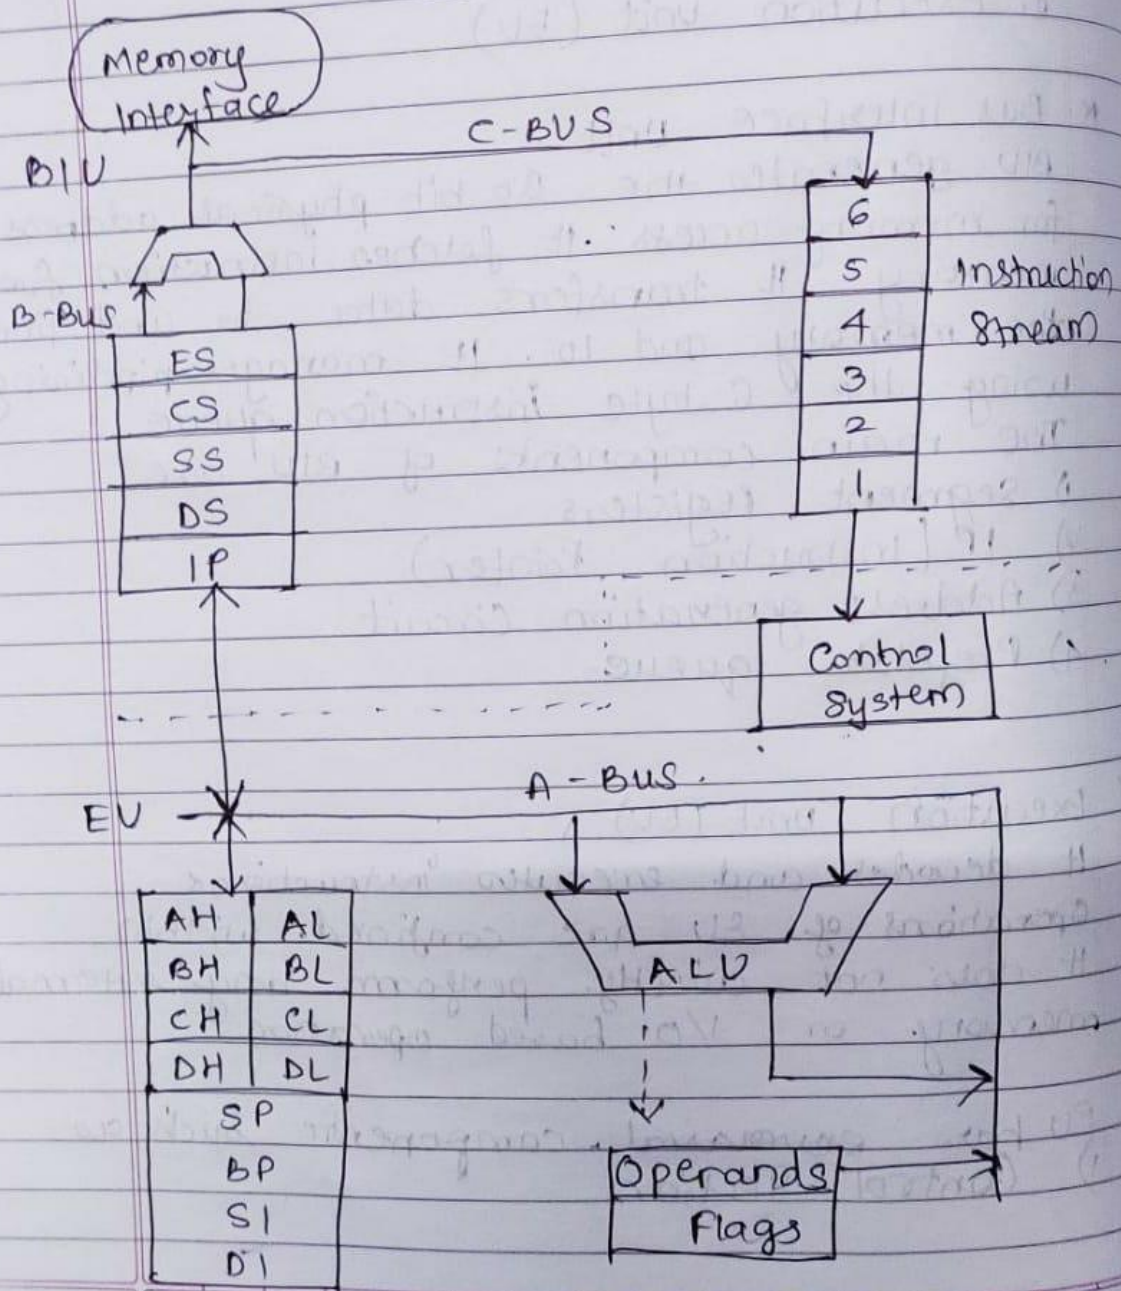 Memory
Interface
C-BUS
BIU
6
5
Instruction
B-BUS
4
Stream
ES
3
CS
2
SS
1
DS
IP
Control
System
A-BUS.
EU
AH AL
BH BL
ALU
CH CL
DH DL
SP
BP
Operands
SI
Flags
DI